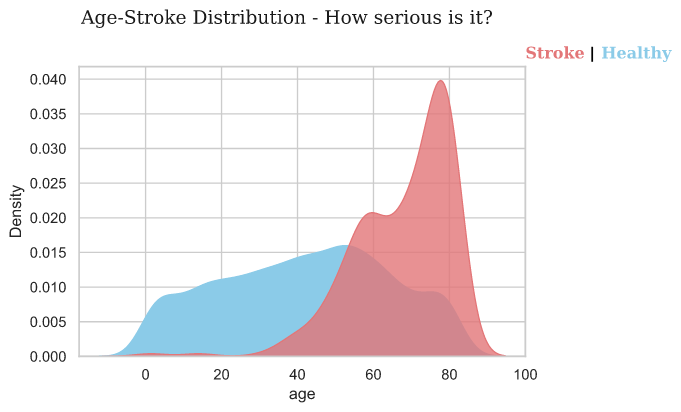 Age-Stroke Distribution - How serious is it?
Stroke | Healthy
0.040
0.035
0.030
0.025
0.020
0.015
0.010
0.005
0.000
Density
0 20 40 60 80 100
age